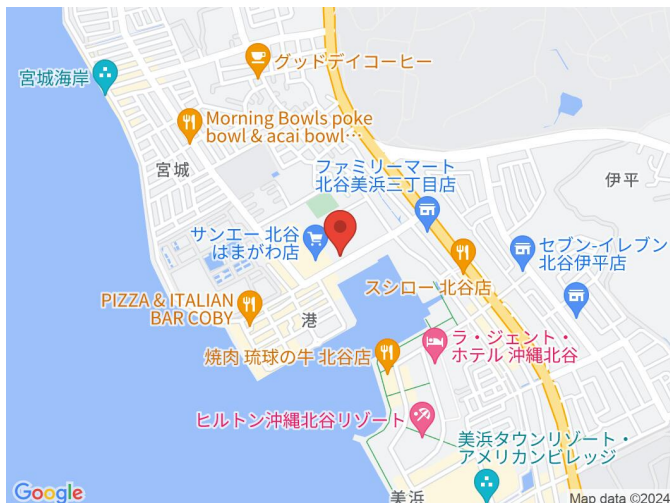 グッドデイコーヒー
宮城海岸
Morning Bowls poke
bowl & acai bowl…
ファミリーマート
北谷美浜三丁目店
宮城
伊平
サンエー 北谷
はまがわ店
セブン-イレブン
北谷伊平店
スシロー 北谷店
PIZZA & ITALIAN
BAR COBY
港
ラ・ジェント・
ホテル 沖縄北谷
焼肉 琉球の牛 北谷店
ヒルトン沖縄北谷リゾート
美浜タウンリゾート・
アメリカンビレッジ
美浜
Google
Map data ©2024